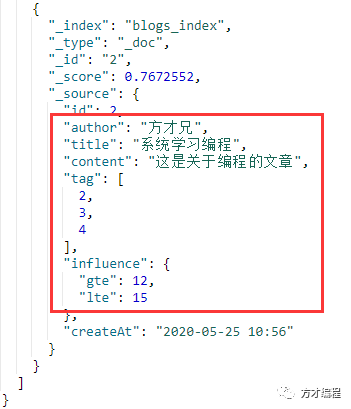 {
"_index": "blogs_index",
"_type": "_doc",
"_id": "2",
"_score": 0.7672552,
"_source": {
"id": 2,
"author": "方才兄",
"title": "系统学习编程",
"content": "这是关于编程的文章",
"tag": [
2,
3,
4
],
"influence": {
"gte": 12,
"lte": 15
},
"createAt": "2020-05-25 10:56"
}
}
]
}
方才编程